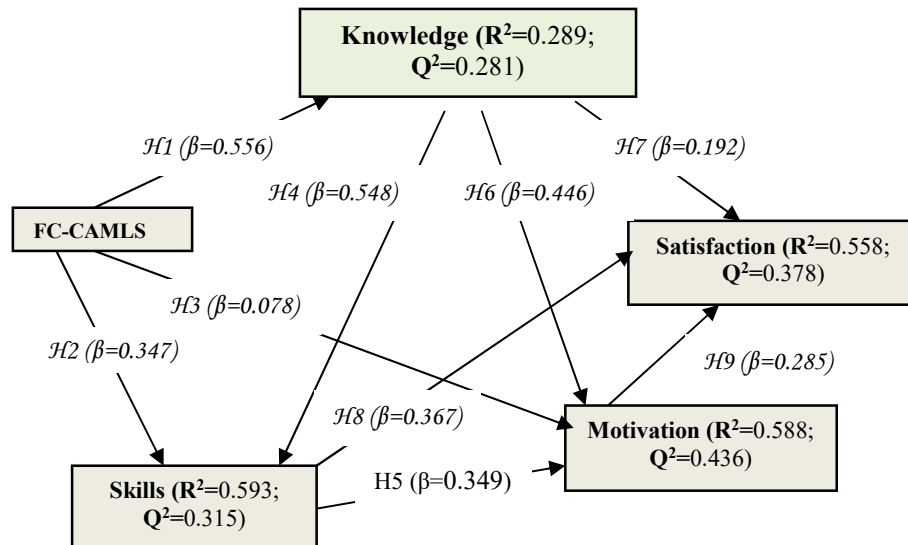 Knowledge (R²=0.289;
Q²=0.281)
H1 (β=0.556)
H7 (β=0.192)
H4 (β=0.548)
H6 (β=0.446)
FC-CAMLS
Satisfaction (R²=0.558;
Q²=0.378)
H3 (β=0.078)
H2 (β=0.347)
H9 (β=0.285)
H8 (β=0.367)
Motivation (R²=0.588;
Q²=0.436)
H5 (β=0.349)
Skills (R²=0.593;
Q²=0.315)